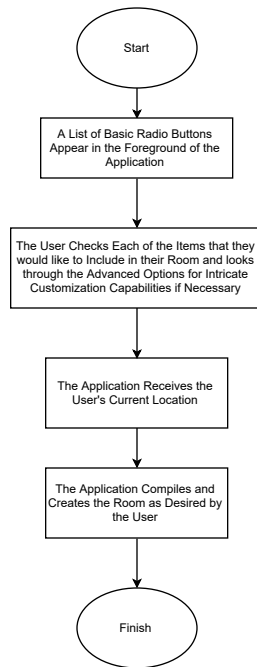 Start
A List of Basic Radio Buttons
Appear in the Foreground of the
Application
The User Checks Each of the Items that they
would like to Include in their Room and looks
through the Advanced Options for Intricate
Customization Capabilities if Necessary
The Application Receives the
User's Current Location
The Application Compiles and
Creates the Room as Desired by
the User
Finish